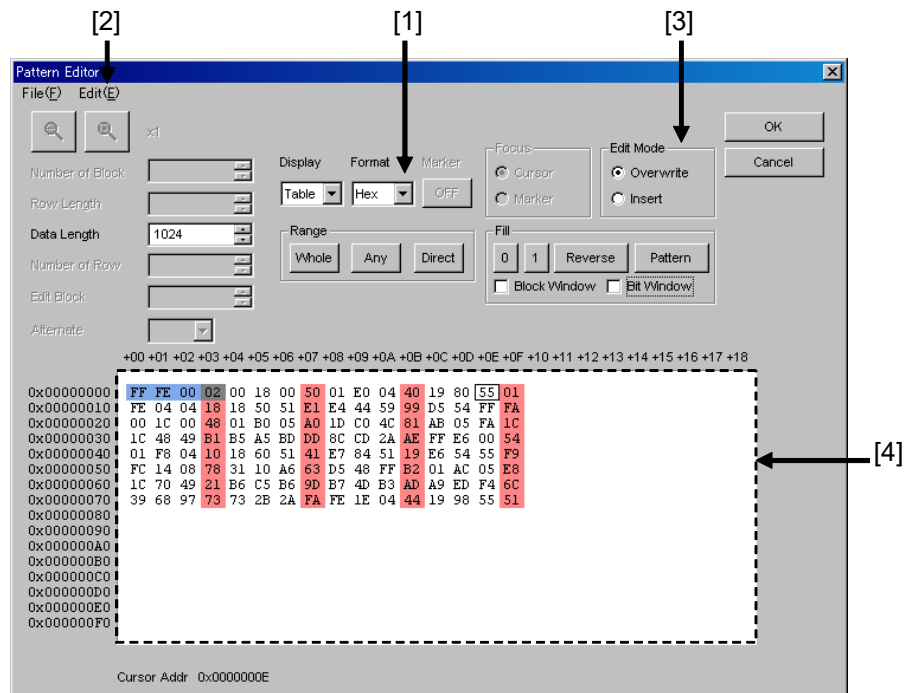 [2] [1] [3]
Pattern Editor
File(F) Edit(E)
x1
OK
Cancel
Number of Block
Row Length
Data Length 1024
Number of Row
Edit Block
Alternate
Display Format Marker
Table Hex OFF
Focus
Cursor
Marker
Edit Mode
Overwrite
Insert
Range
Whole Any Direct
Fill
0 1 Reverse Pattern
Block Window Bit Window
+00 +01 +02 +03 +04 +05 +06 +07 +08 +09 +0A +0B +0C +0D +0E +0F +10 +11 +12 +13 +14 +15 +16 +17 +18
0x00000000 FF FE 00 02 00 18 00 50 01 E0 04 40 19 80 55 01
0x00000010 FE 04 04 18 18 50 51 E1 E4 44 59 99 D5 54 FF FA
0x00000020 00 1C 00 48 01 B0 05 A0 1D C0 4C 81 AB 05 FA 1C
0x00000030 1C 48 49 B1 B5 A5 BD DD 8C CD 2A AE FF E6 00 54
0x00000040 01 F8 04 10 18 60 51 41 E7 84 51 19 E6 54 55 F9
0x00000050 FC 14 08 78 31 10 A6 63 D5 48 FF B2 01 AC 05 E8
0x00000060 1C 70 49 21 B6 C5 B6 9D B7 4D B3 AD A9 ED F4 6C
0x00000070 39 68 97 73 73 2B 2A FA FE 1E 04 44 19 98 55 51
0x00000080
0x00000090
0x000000A0
0x000000B0
0x000000C0
0x000000D0
0x000000E0
0x000000F0
[4]
Cursor Addr 0x0000000E